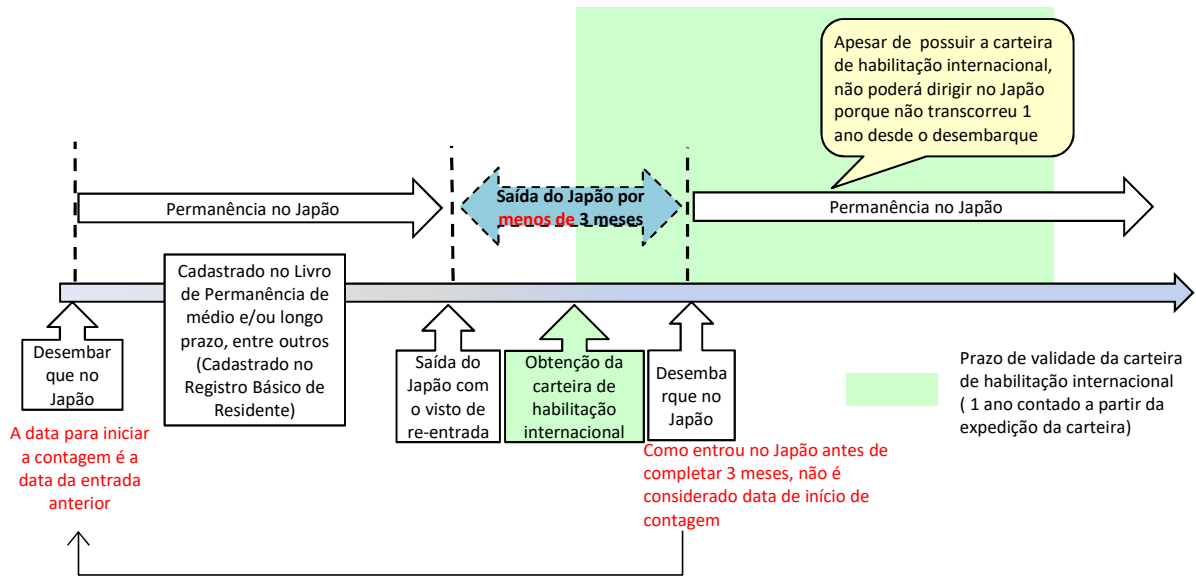 Apesar de possuir a carteira
de habilitação internacional,
não poderá dirigir no Japão
porque não transcorreu 1
ano desde o desembarque
Permanência no Japão
Saída do Japão por
menos de 3 meses
Permanência no Japão
Cadastrado no Livro
de Permanência de
médio e/ou longo
prazo, entre outros
(Cadastrado no
Registro Básico de
Residente)
Desembar
que no
Japão
Saída do
Japão com
o visto de
re-entrada
Obtenção da
carteira de
habilitação
internacional
Desemba
rque no
Japão
Prazo de validade da carteira
de habilitação internacional
( 1 ano contado a partir da
expedição da carteira)
A data para iniciar
a contagem é a
data da entrada
anterior
Como entrou no Japão antes de
completar 3 meses, não é
considerado data de início de
contagem